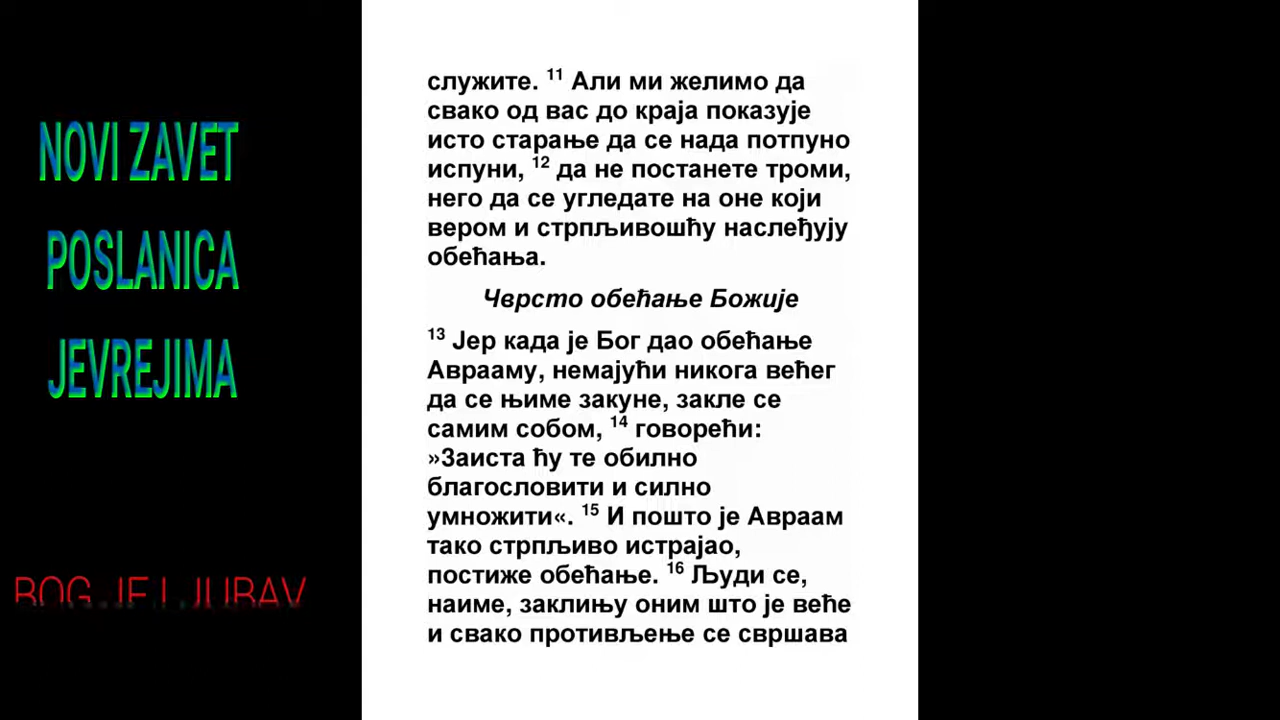 NOVI ZAVET
POSLANICA
JEVREJIMA
BOG JE LJUBAV
служите. 11 Али ми желимо да
свако од вас до краја показује
исто старање да се нада потпуно
испуни, 12 да не постанете троми,
него да се угледате на оне који
вером и стрпљивошћу наслеђују
обећања.
Чврсто обећање Божије
13 Јер када је Бог дао обећање
Аврааму, немајући никога већег
да се њиме закуне, закле се
самим собом, 14 говорећи:
»Заиста ћу те обилно
благословити и силно
умножити«. 15 И пошто је Авраам
тако стрпљиво истрајао,
постиже обећање. 16 Људи се,
наиме, заклињу оним што је веће
и свако противљење се свршава